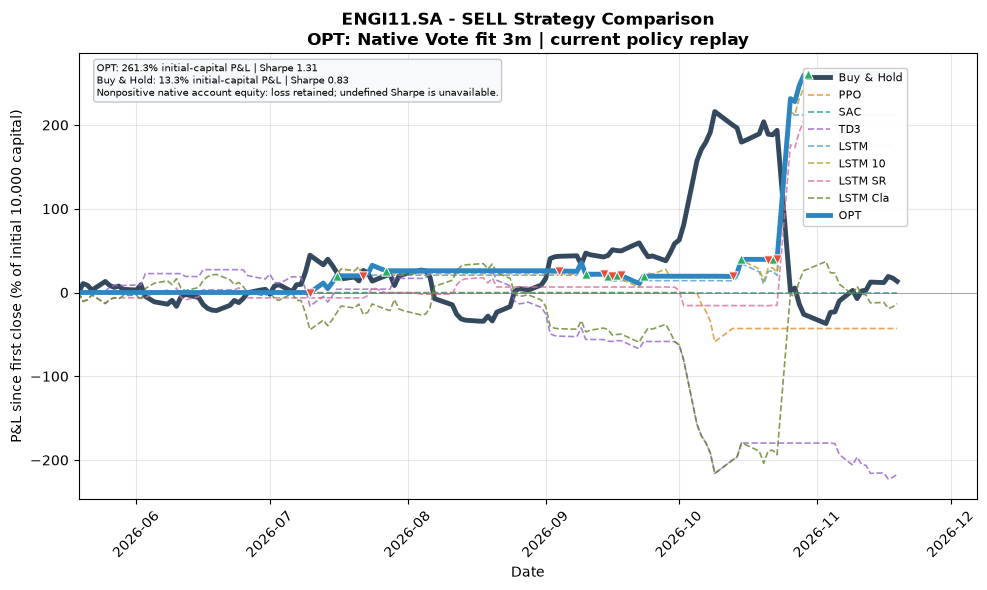 ENGI11.SA - SELL Strategy Comparison
OPT: Native Vote fit 3m | current policy replay
OPT: 261.3% initial-capital P&L | Sharpe 1.31
Buy & Hold: 13.3% initial-capital P&L | Sharpe 0.83
Nonpositive native account equity: loss retained; undefined Sharpe is unavailable.
Buy & Hold
PPO
SAC
TD3
LSTM
LSTM 10
LSTM SR
LSTM Cla
OPT
P&L since first close (% of initial 10,000 capital)
200
100
0
−100
−200
2026-06
2026-07
2026-08
2026-09
2026-10
2026-11
2026-12
Date